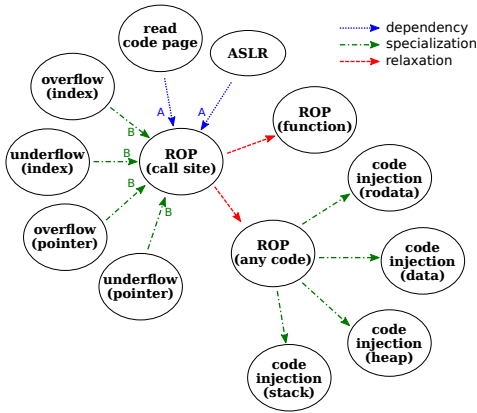 read
code page
ASLR
dependency
specialization
relaxation
overflow
(index)
A
A
ROP
(function)
B
underflow
(index)
B
ROP
(call site)
code
injection
(rodata)
B
overflow
(pointer)
B
ROP
(any code)
code
injection
(data)
underflow
(pointer)
code
injection
(heap)
code
injection
(stack)